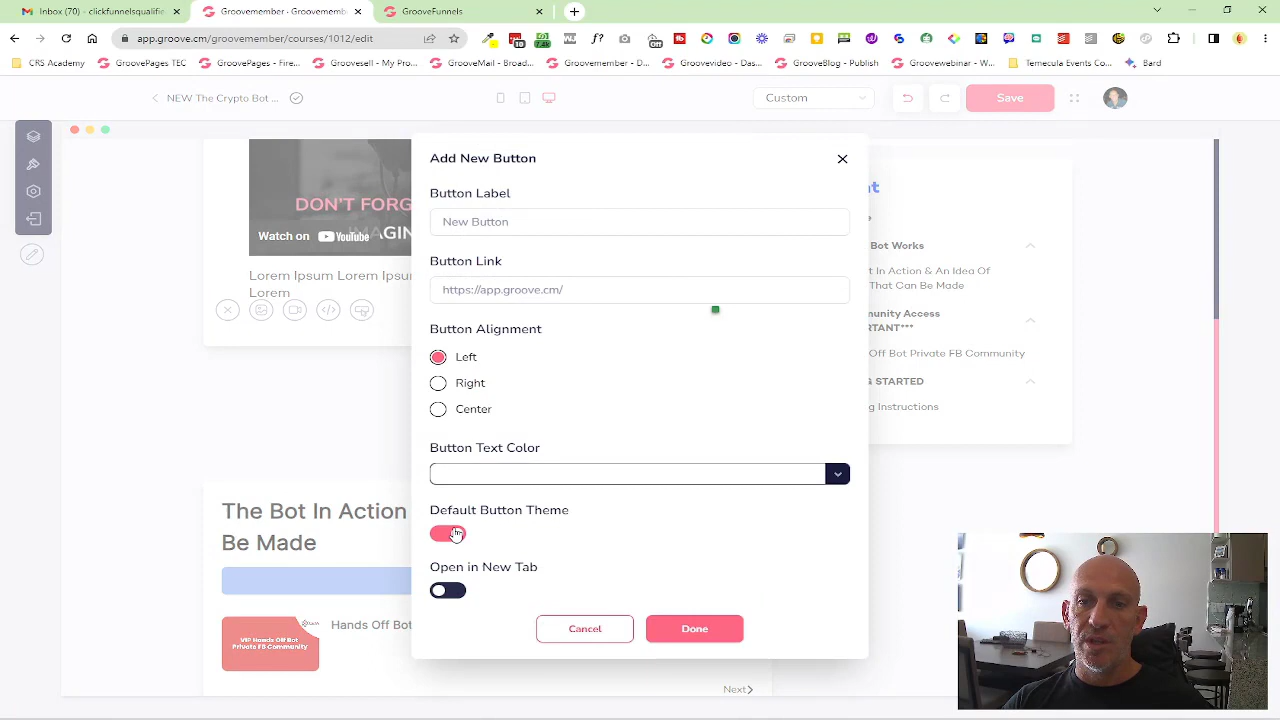 Inbox (70) - rickfunnelsqualifie
Groovemember
GrooveFunnels
app.groove.cm/groovemember/courses/1012/edit
CRS Academy
GroovePages TEC
GroovePages - Fire...
Groovesell - My Pro...
GrooveMail - Broad...
Groovemember - D...
Groovevideo - Das...
GrooveBlog - Publish
Groovewebinar - W...
Temecula Events Co...
Bard
NEW The Crypto Bot ...
Custom
Save
Add New Button
DON'T FORG
IMAGIN
Watch on YouTube
Lorem Ipsum Lorem Ipsu
Lorem
Button Label
New Button
Button Link
https://app.groove.cm/
Button Alignment
Left
Right
Center
Button Text Color
Default Button Theme
Open in New Tab
Cancel
Done
Bot Works
t In Action & An Idea Of
That Can Be Made
munity Access
RTANT***
Off Bot Private FB Community
G STARTED
g Instructions
The Bot In Action
Be Made
VIP Hands Off Bot
Private FB Community
Hands Off Bot
Next